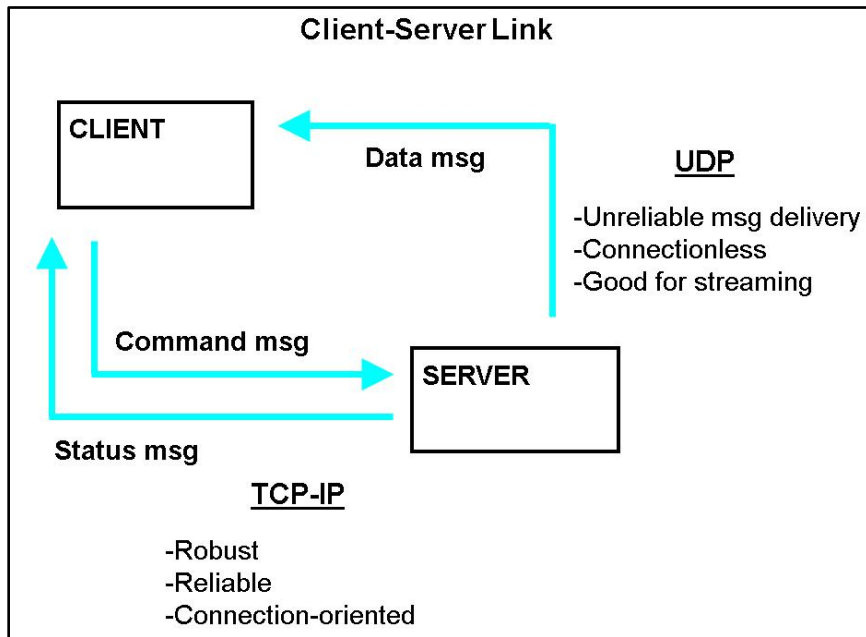 Client-Server Link
CLIENT
Data msg
UDP
-Unreliable msg delivery
-Connectionless
-Good for streaming
Command msg
SERVER
Status msg
TCP-IP
-Robust
-Reliable
-Connection-oriented